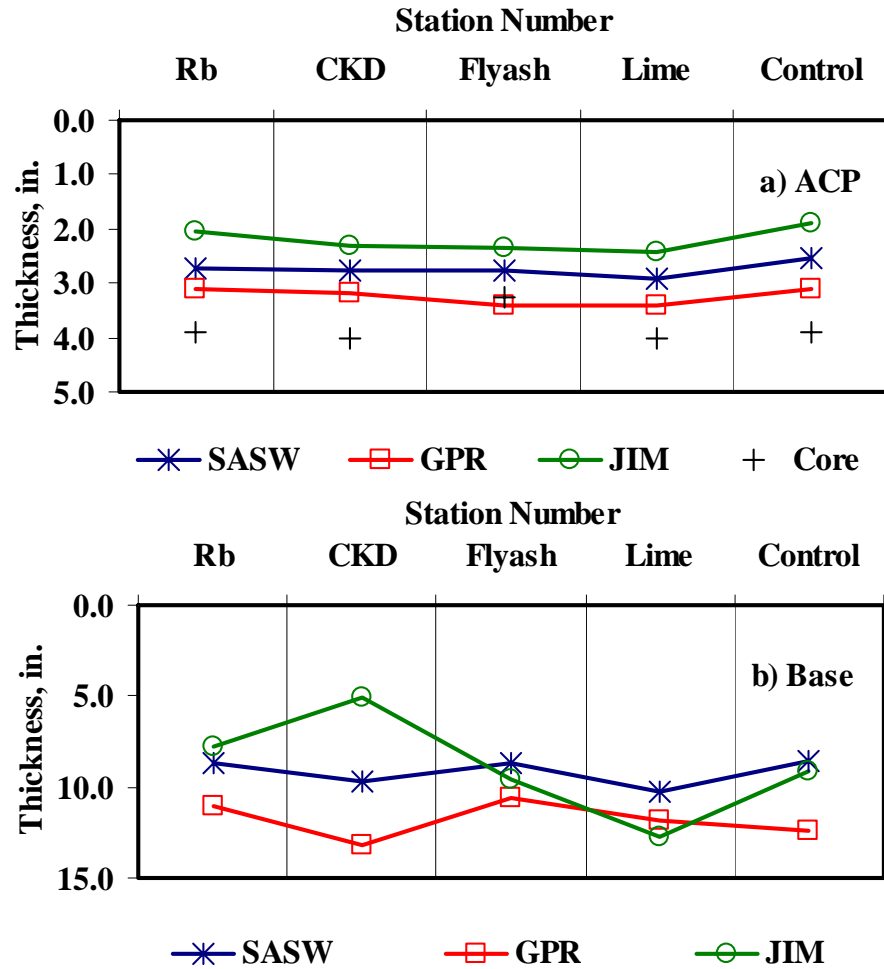 Station Number
Rb CKD Flyash Lime Control
0.0
1.0
2.0
3.0
4.0
5.0
Thickness, in.
a) ACP
SASW GPR JIM Core
Station Number
Rb CKD Flyash Lime Control
0.0
5.0
10.0
15.0
Thickness, in.
b) Base
SASW GPR JIM